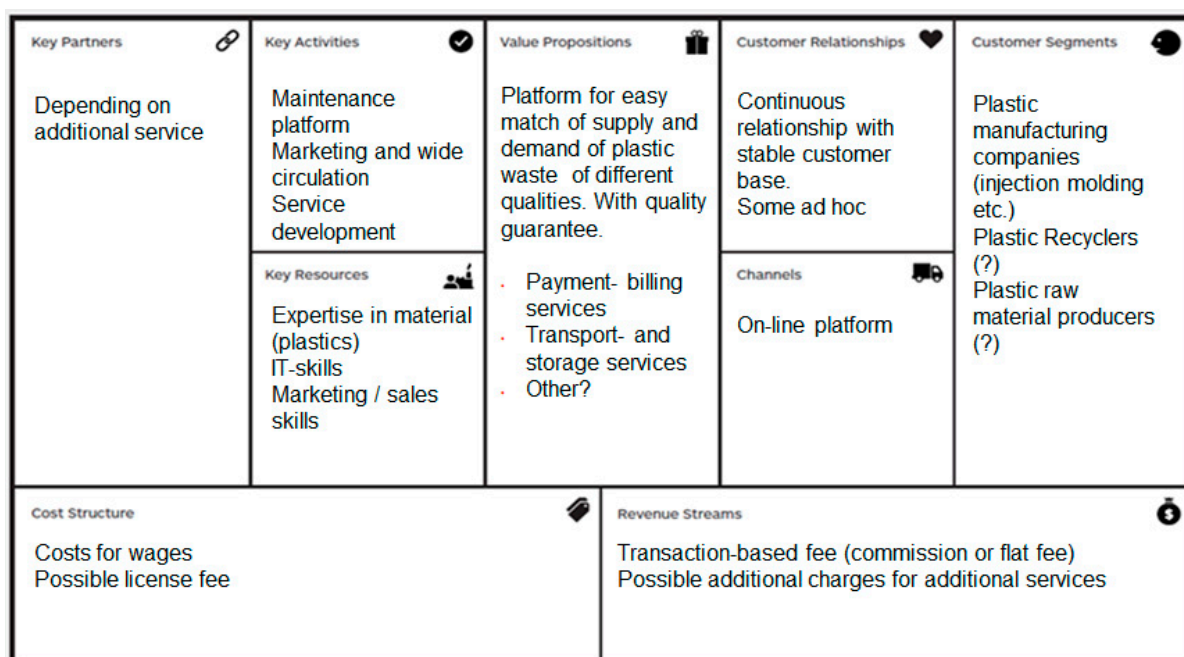 Key Partners
Depending on
additional service
Key Activities
Maintenance
platform
Marketing and wide
circulation
Service
development
Key Resources
Expertise in material
(plastics)
IT-skills
Marketing / sales
skills
Value Propositions
Platform for easy
match of supply and
demand of plastic
waste of different
qualities. With quality
guarantee.
· Payment- billing
services
· Transport- and
storage services
· Other?
Customer Relationships
Continuous
relationship with
stable customer
base.
Some ad hoc
Channels
On-line platform
Customer Segments
Plastic
manufacturing
companies
(injection molding
etc.)
Plastic Recyclers
(?)
Plastic raw
material producers
(?)
Cost Structure
Costs for wages
Possible license fee
Revenue Streams
$
Transaction-based fee (commission or flat fee)
Possible additional charges for additional services